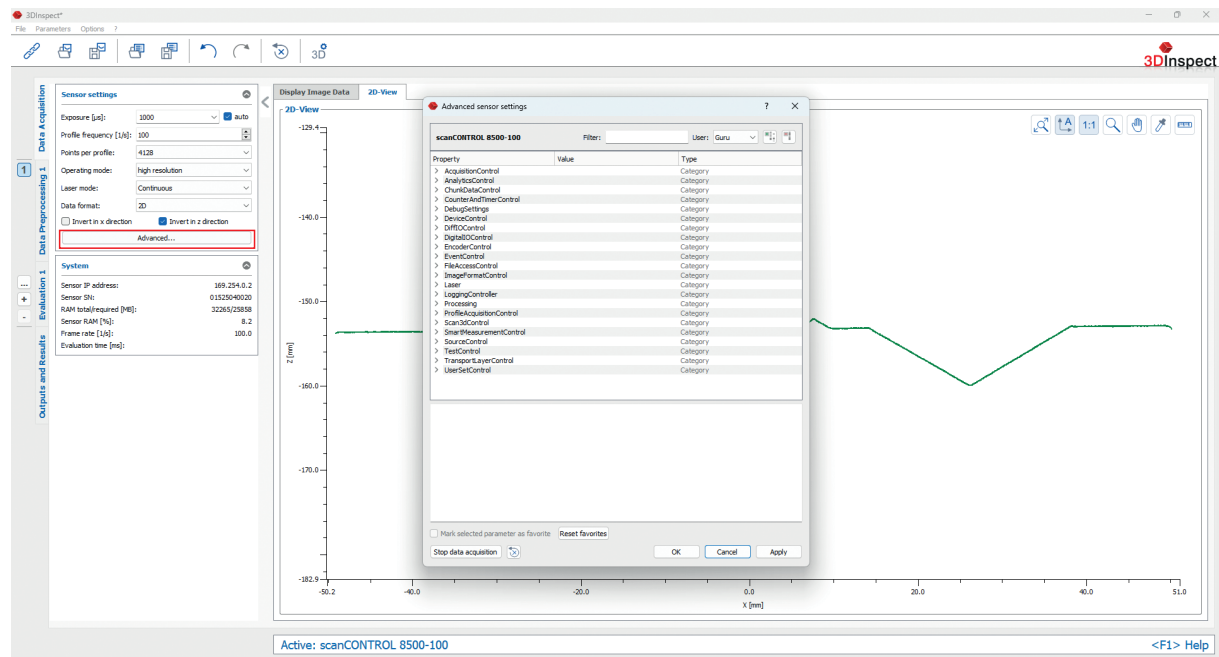 3DInspect*
File Parameters Options ?
3D
3DInspect
Data Acquisition
Data Preprocessing 1
Evaluation 1
Outputs and Results
1
...
+
-
Sensor settings
Exposure [µs]: 1000 auto
Profile frequency [1/s]: 100
Points per profile: 4128
Operating mode: high resolution
Laser mode: Continuous
Data format: 2D
Invert in x direction Invert in z direction
Advanced...
System
Sensor IP address: 169.254.0.2
Sensor SN: 01525040020
RAM total/required [MB]: 32265/25858
Sensor RAM [%]: 8.2
Frame rate [1/s]: 100.0
Evaluation time [ms]:
Display Image Data 2D-View
2D-View
A 1:1
-129.4
-140.0
-150.0
-160.0
-170.0
-182.9
Z [mm]
-50.2 -40.0 -20.0 0.0 20.0 40.0 51.0
X [mm]
Advanced sensor settings ? X
scanCONTROL 8500-100 Filter: User: Guru
Property Value Type
AcquisitionControl Category
AnalyticsControl Category
ChunkDataControl Category
CounterAndTimerControl Category
DebugSettings Category
DeviceControl Category
DiffIOControl Category
DigitalIOControl Category
EncoderControl Category
EventControl Category
FileAccessControl Category
ImageFormatControl Category
Laser Category
LoggingController Category
Processing Category
ProfileAcquisitionControl Category
Scan3dControl Category
SmartMeasurementControl Category
SourceControl Category
TestControl Category
TransportLayerControl Category
UserSetControl Category
Mark selected parameter as favorite Reset favorites
Stop data acquisition OK Cancel Apply
Active: scanCONTROL 8500-100 <F1> Help